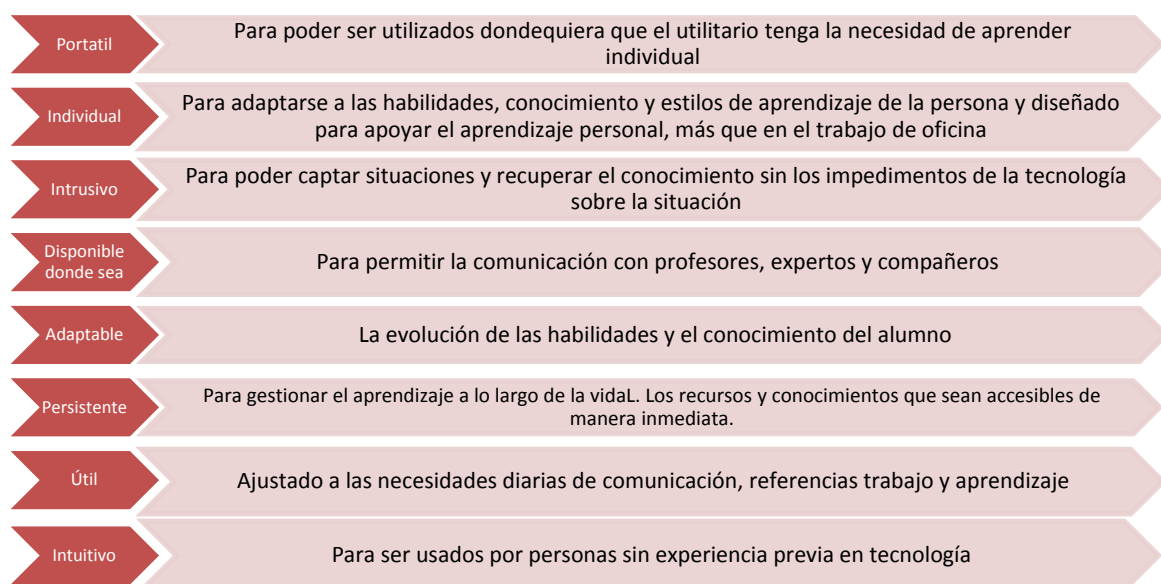 Portatil
Para poder ser utilizados dondequiera que el utilitario tenga la necesidad de aprender
individual
Individual
Para adaptarse a las habilidades, conocimiento y estilos de aprendizaje de la persona y diseñado
para apoyar el aprendizaje personal, más que en el trabajo de oficina
Intrusivo
Para poder captar situaciones y recuperar el conocimiento sin los impedimentos de la tecnología
sobre la situación
Disponible
donde sea
Para permitir la comunicación con profesores, expertos y compañeros
Adaptable
La evolución de las habilidades y el conocimiento del alumno
Persistente
Para gestionar el aprendizaje a lo largo de la vidaL. Los recursos y conocimientos que sean accesibles de
manera inmediata.
Útil
Ajustado a las necesidades diarias de comunicación, referencias trabajo y aprendizaje
Intuitivo
Para ser usados por personas sin experiencia previa en tecnología